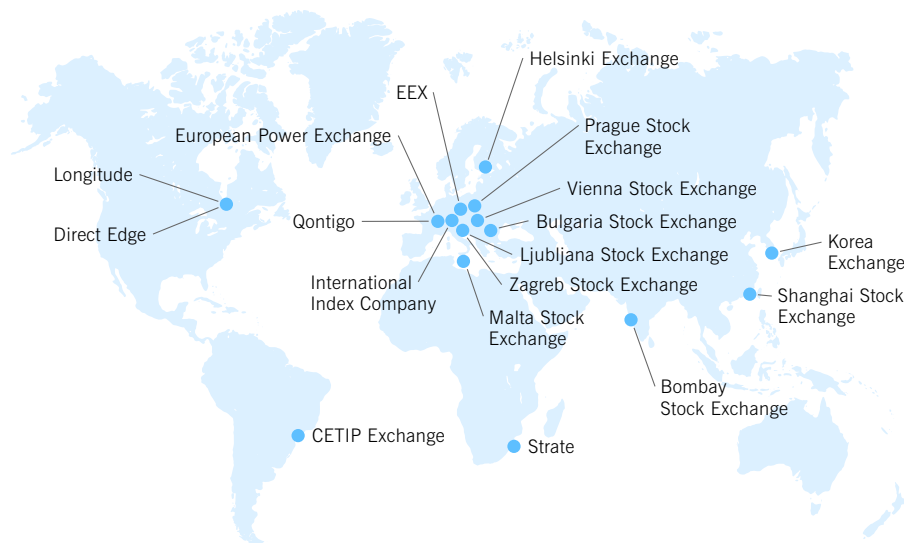 Helsinki Exchange
EEX
Prague Stock
Exchange
European Power Exchange
Longitude
Vienna Stock Exchange
Qontigo
Bulgaria Stock Exchange
Direct Edge
Ljubljana Stock Exchange
Korea
Exchange
International
Index Company
Zagreb Stock Exchange
Shanghai Stock
Exchange
Malta Stock
Exchange
Bombay
Stock Exchange
CETIP Exchange
Strate